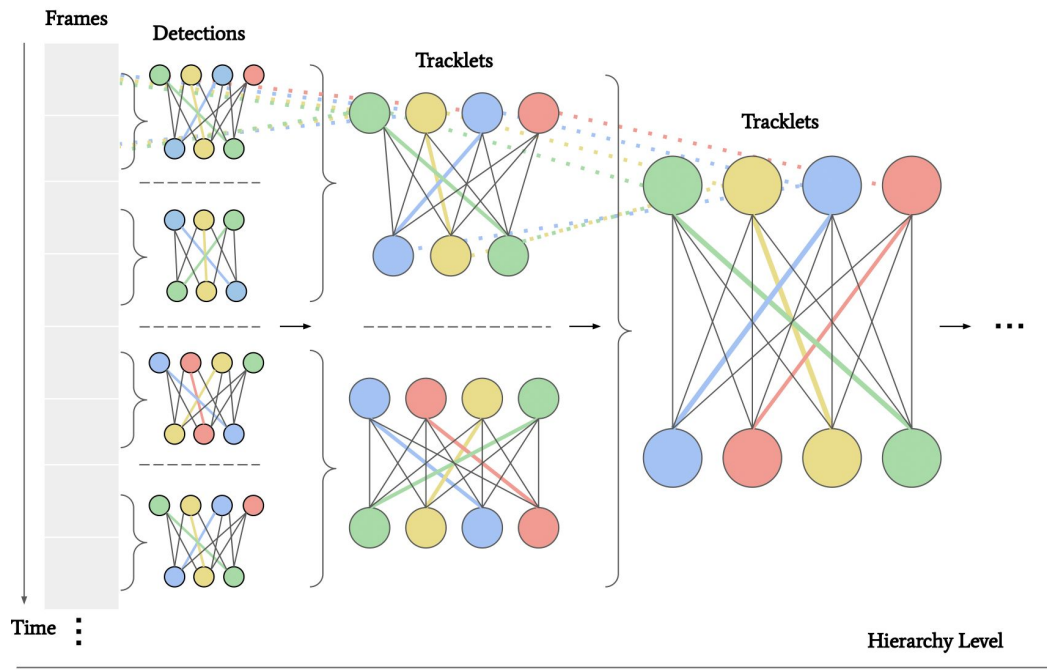 Frames
Detections
Tracklets
Tracklets
Time
Hierarchy Level